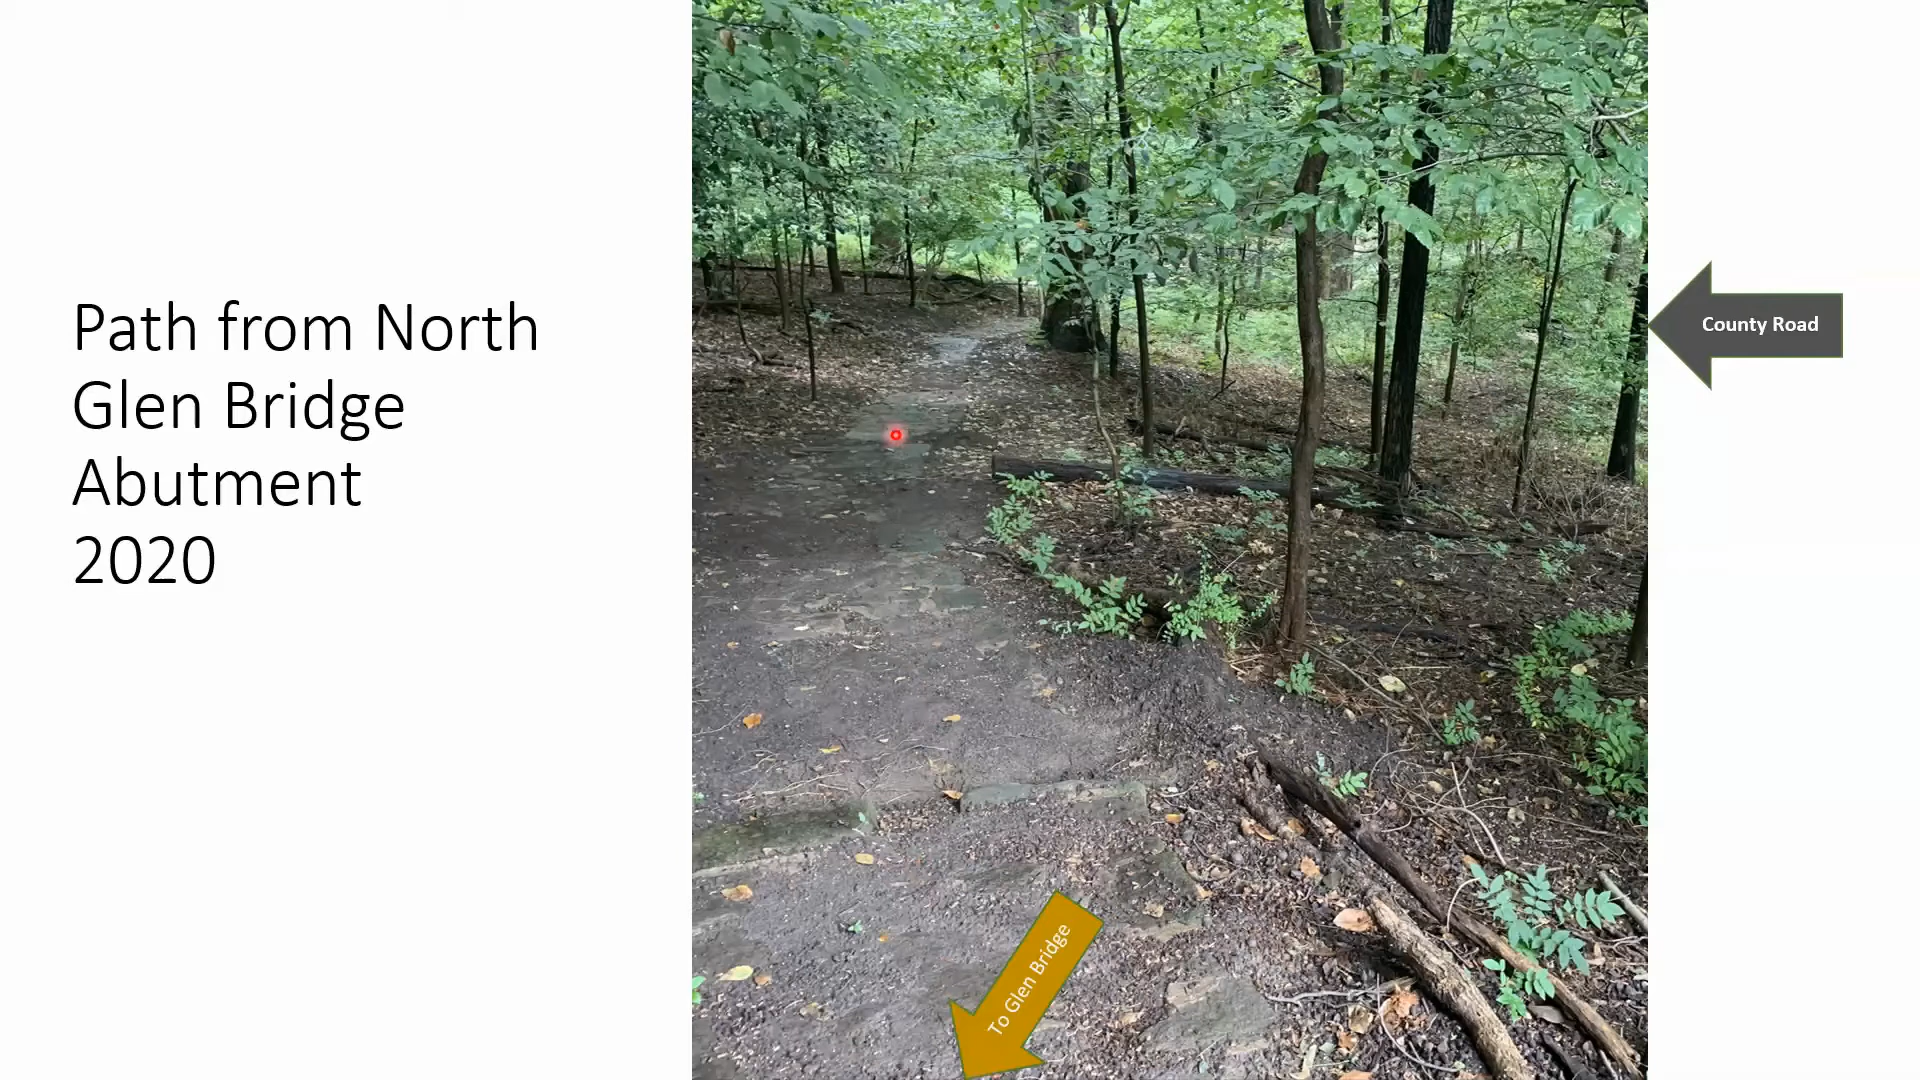 Path from North
Glen Bridge
Abutment
2020
County Road
To Glen Bridge